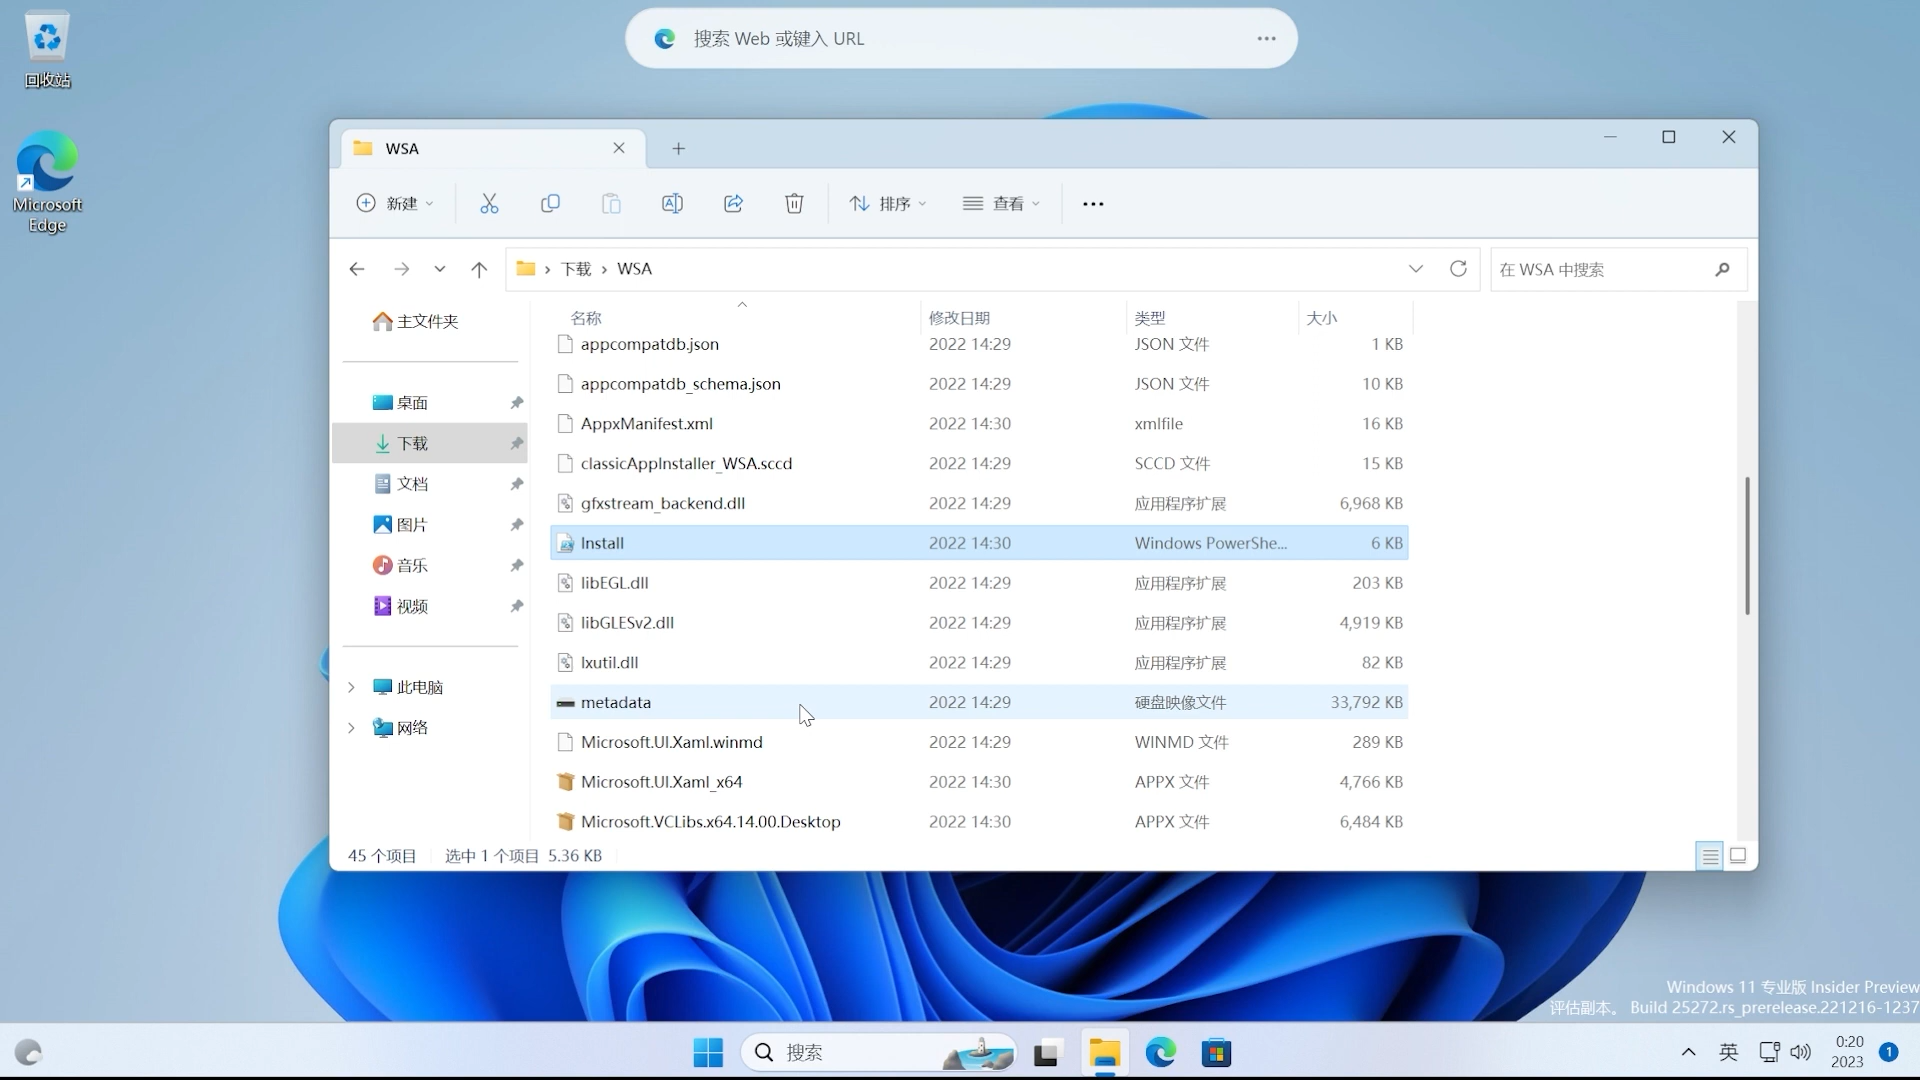 回收站
搜索 Web 或键入 URL
Microsoft
Edge
WSA
新建
排序
查看
下载 WSA
在 WSA 中搜索
主文件夹
桌面
下载
文档
图片
音乐
视频
此电脑
网络
名称 修改日期 类型 大小
appcompatdb.json 2022 14:29 JSON 文件 1 KB
appcompatdb_schema.json 2022 14:29 JSON 文件 10 KB
AppxManifest.xml 2022 14:30 xmlfile 16 KB
classicAppInstaller_WSA.sccd 2022 14:29 SCCD 文件 15 KB
gfxstream_backend.dll 2022 14:29 应用程序扩展 6,968 KB
Install 2022 14:30 Windows PowerShe... 6 KB
libEGL.dll 2022 14:29 应用程序扩展 203 KB
libGLESv2.dll 2022 14:29 应用程序扩展 4,919 KB
lxutil.dll 2022 14:29 应用程序扩展 82 KB
metadata 2022 14:29 硬盘映像文件 33,792 KB
Microsoft.UI.Xaml.winmd 2022 14:29 WINMD 文件 289 KB
Microsoft.UI.Xaml_x64 2022 14:30 APPX 文件 4,766 KB
Microsoft.VCLibs.x64.14.00.Desktop 2022 14:30 APPX 文件 6,484 KB
45 个项目 选中 1 个项目 5.36 KB
Windows 11 专业版 Insider Preview
评估副本。 Build 25272.rs_prerelease.221216-1237
搜索
英
0:20
2023
1